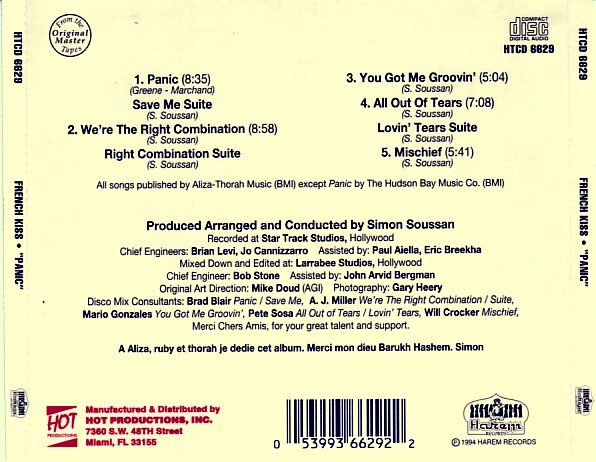 From the
Original
Master
Tapes
COMPACT
disc
DIGITAL AUDIO
HTCD 6629
HTCD 6629
HTCD 6629
1. Panic (8:35)
(Greene - Marchand)
Save Me Suite
(S. Soussan)
2. We're The Right Combination (8:58)
(S. Soussan)
Right Combination Suite
(S. Soussan)
3. You Got Me Groovin' (5:04)
(S. Soussan)
4. All Out Of Tears (7:08)
(S. Soussan)
Lovin' Tears Suite
(S. Soussan)
5. Mischief (5:41)
(S. Soussan)
All songs published by Aliza-Thorah Music (BMI) except Panic by The Hudson Bay Music Co. (BMI)
FRENCH KISS • "PANIC"
FRENCH KISS • "PANIC"
Produced Arranged and Conducted by Simon Soussan
Recorded at Star Track Studios, Hollywood
Chief Engineers: Brian Levi, Jo Cannizzarro Assisted by: Paul Aiella, Eric Breekha
Mixed Down and Edited at: Larrabee Studios, Hollywood
Chief Engineer: Bob Stone Assisted by: John Arvid Bergman
Original Art Direction: Mike Doud (AGI) Photography: Gary Heery
Disco Mix Consultants: Brad Blair Panic / Save Me, A. J. Miller We're The Right Combination / Suite,
Mario Gonzales You Got Me Groovin', Pete Sosa All Out of Tears / Lovin' Tears, Will Crocker Mischief,
Merci Chers Amis, for your great talent and support.
A Aliza, ruby et thorah je dedie cet album. Merci mon dieu Barukh Hashem. Simon
HOT
PRODUCTIONS
Manufactured & Distributed by
HOT PRODUCTIONS, INC.
7360 S.W. 48TH Street
Miami, FL 33155
0 53993 66292 2
Harem
RECORDS
℗ 1994 HAREM RECORDS